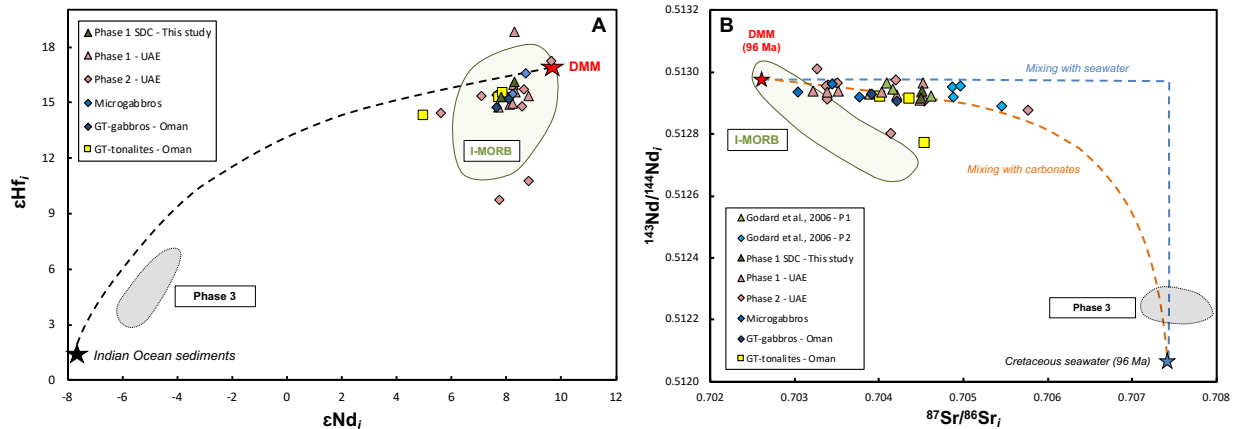 A
εHfi
18
15
12
9
6
3
0
Phase 1 SDC - This study
Phase 1 - UAE
Phase 2 - UAE
Microgabbros
GT-gabbros - Oman
GT-tonalites - Oman
DMM
I-MORB
Phase 3
Indian Ocean sediments
-8 -6 -4 -2 0 2 4 6 8 10 12
εNdi
B
143Nd/144Ndi
0.5132
0.5130
0.5128
0.5126
0.5124
0.5122
0.5120
DMM
(96 Ma)
Mixing with seawater
I-MORB
Mixing with carbonates
Godard et al., 2006 - P1
Godard et al., 2006 - P2
Phase 1 SDC - This study
Phase 1 - UAE
Phase 2 - UAE
Microgabbros
GT-gabbros - Oman
GT-tonalites - Oman
Phase 3
Cretaceous seawater (96 Ma)
0.702 0.703 0.704 0.705 0.706 0.707 0.708
87Sr/86Sri